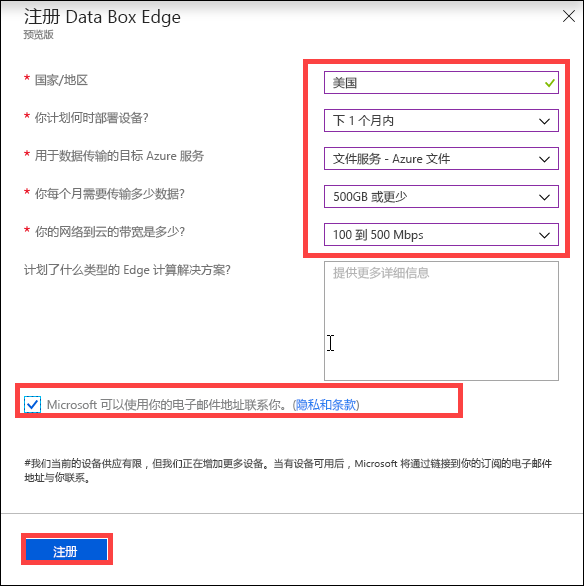 注册 Data Box Edge
预览版
* 国家/地区
美国
* 你计划何时部署设备?
下 1 个月内
* 用于数据传输的目标 Azure 服务
文件服务 - Azure 文件
* 你每个月需要传输多少数据?
500GB 或更少
* 你的网络到云的带宽是多少?
100 到 500 Mbps
计划了什么类型的 Edge 计算解决方案?
提供更多详细信息
Microsoft 可以使用你的电子邮件地址联系你。(隐私和条款)
#我们当前的设备供应有限，但我们正在增加更多设备。当有设备可用后，Microsoft 将通过链接到你的订阅的电子邮件
地址与你联系。
注册